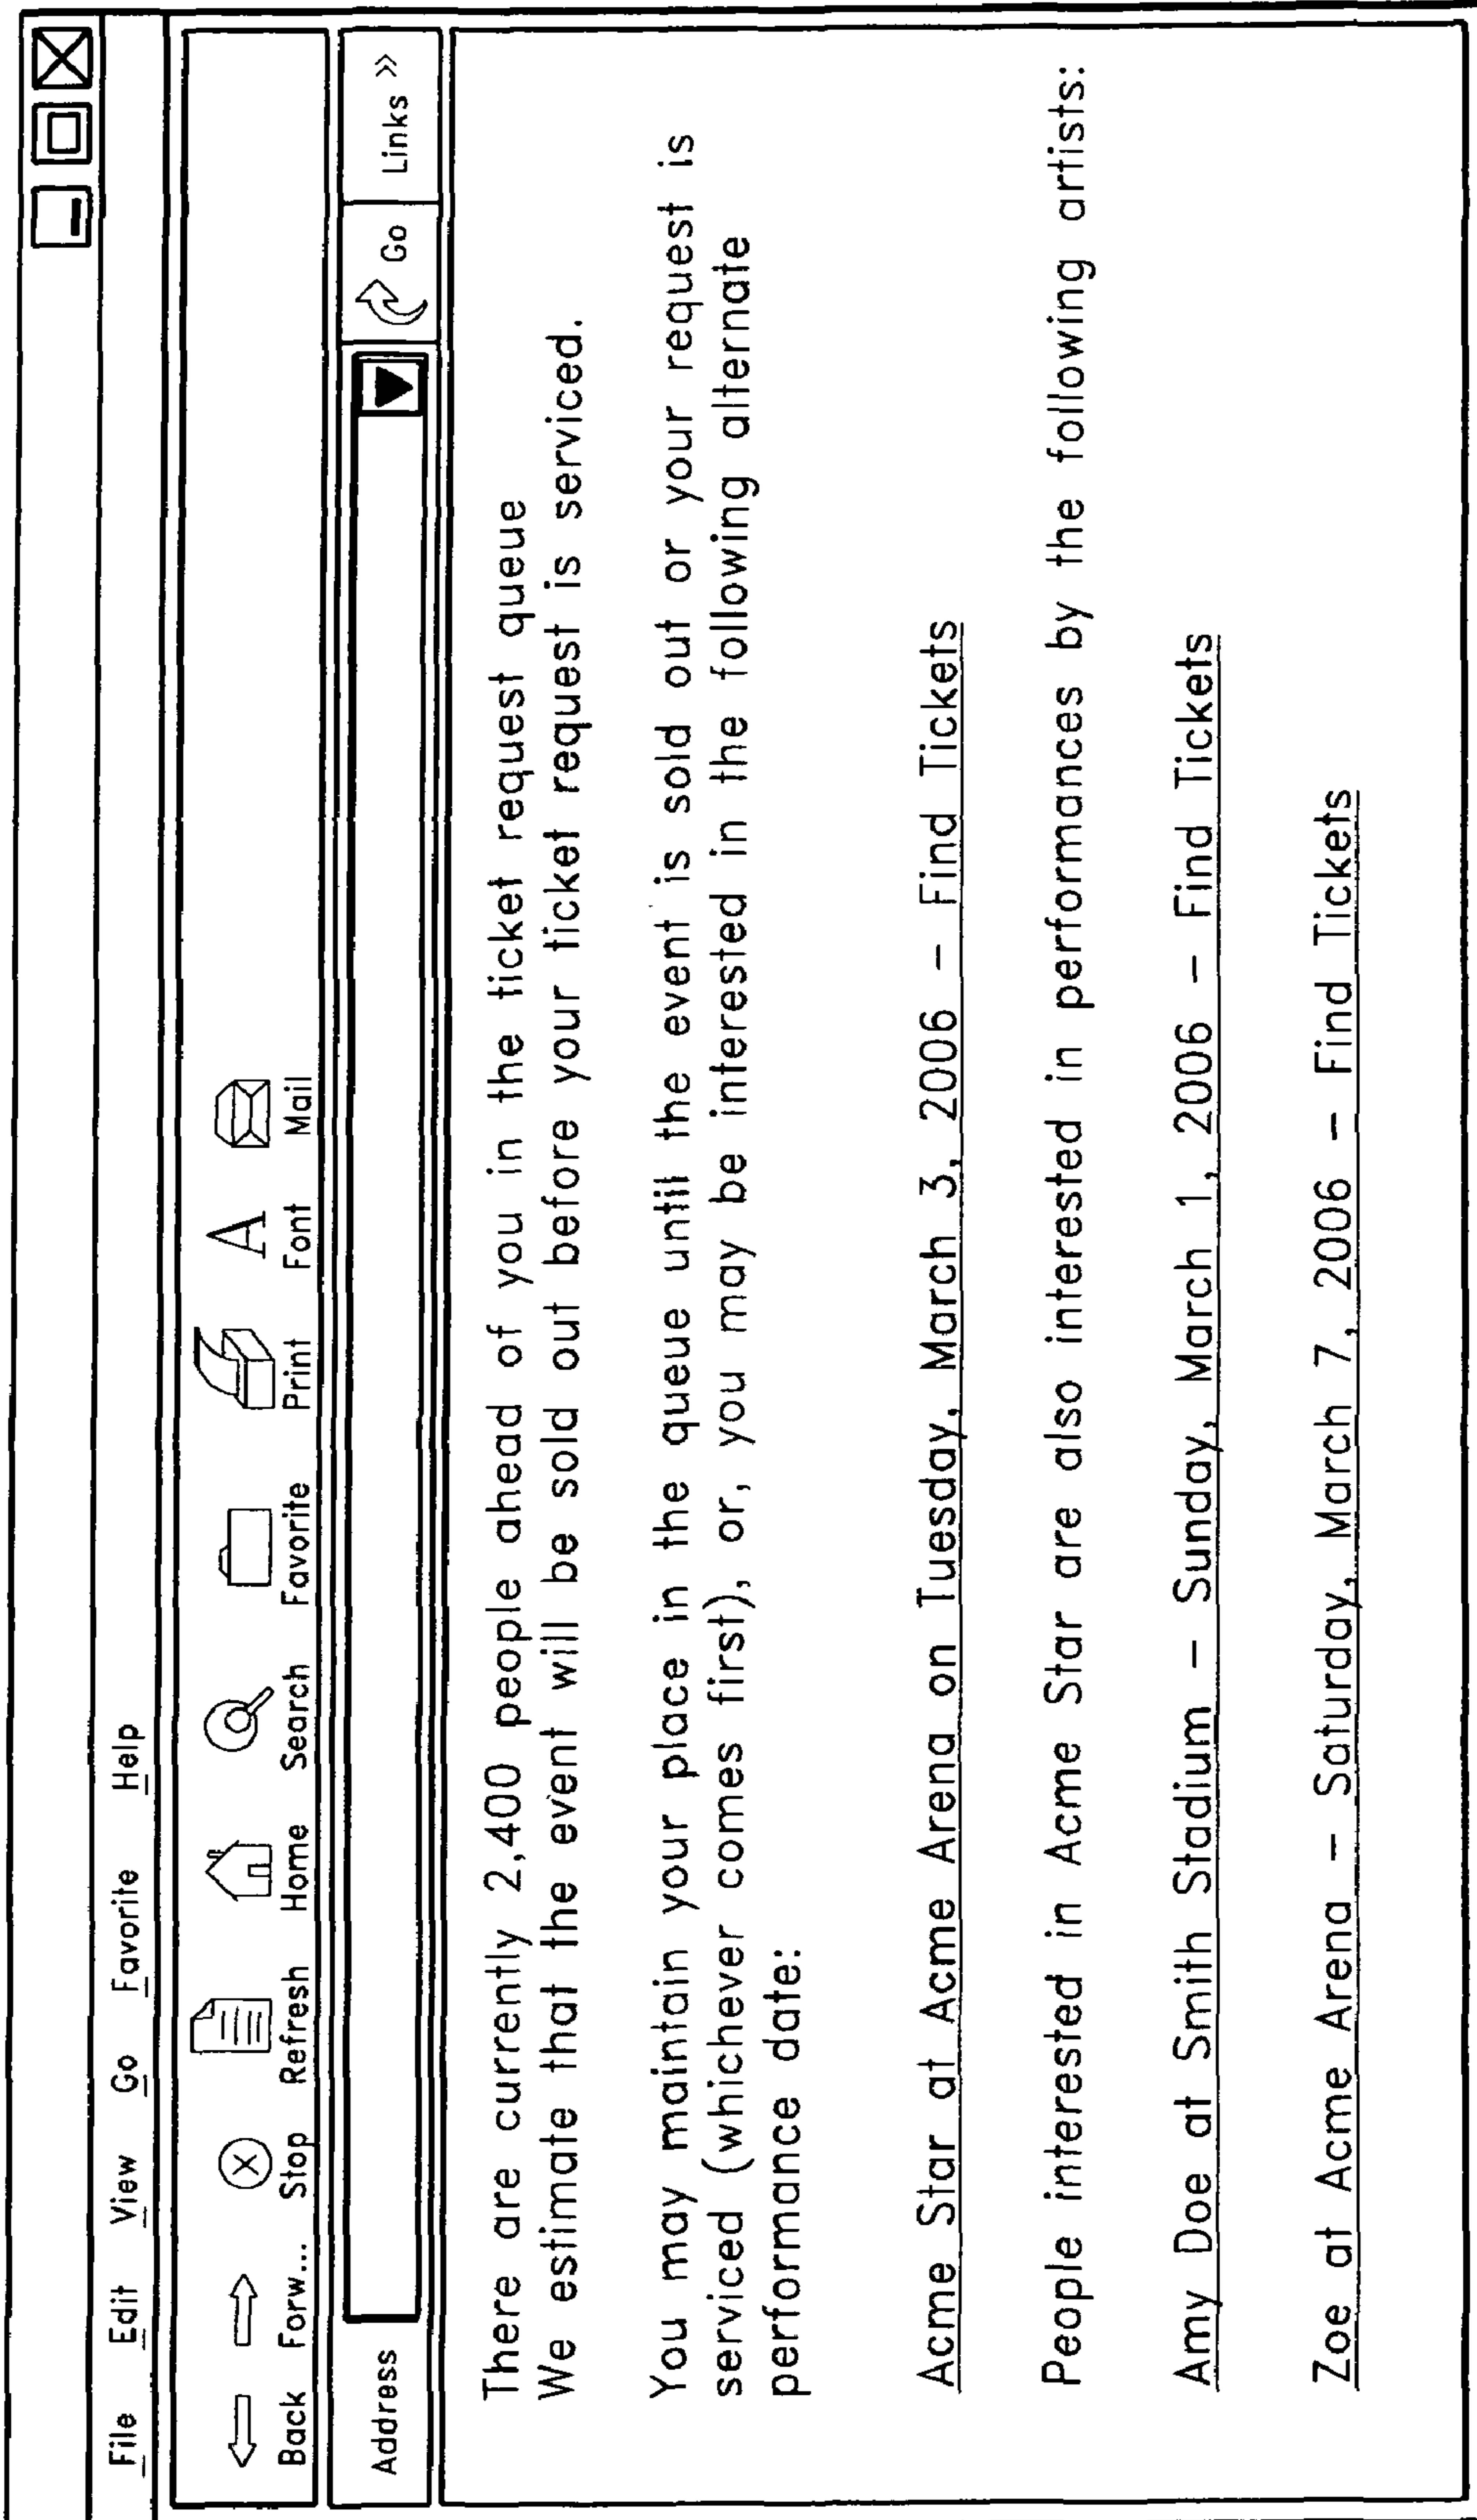 File Edit View Go Favorite Help
Back Forw... Stop Refresh Home Search Favorite Print Font Mail
Address Go Links »
There are currently 2,400 people ahead of you in the ticket request queue
We estimate that the event will be sold out before your ticket request is serviced.
You may maintain your place in the queue until the event is sold out or your request is
serviced (whichever comes first), or, you may be interested in the following alternate
performance date:
Acme Star at Acme Arena on Tuesday, March 3, 2006 – Find Tickets
People interested in Acme Star are also interested in performances by the following artists:
Amy Doe at Smith Stadium – Sunday, March 1, 2006 – Find Tickets
Zoe at Acme Arena – Saturday, March 7, 2006 – Find Tickets